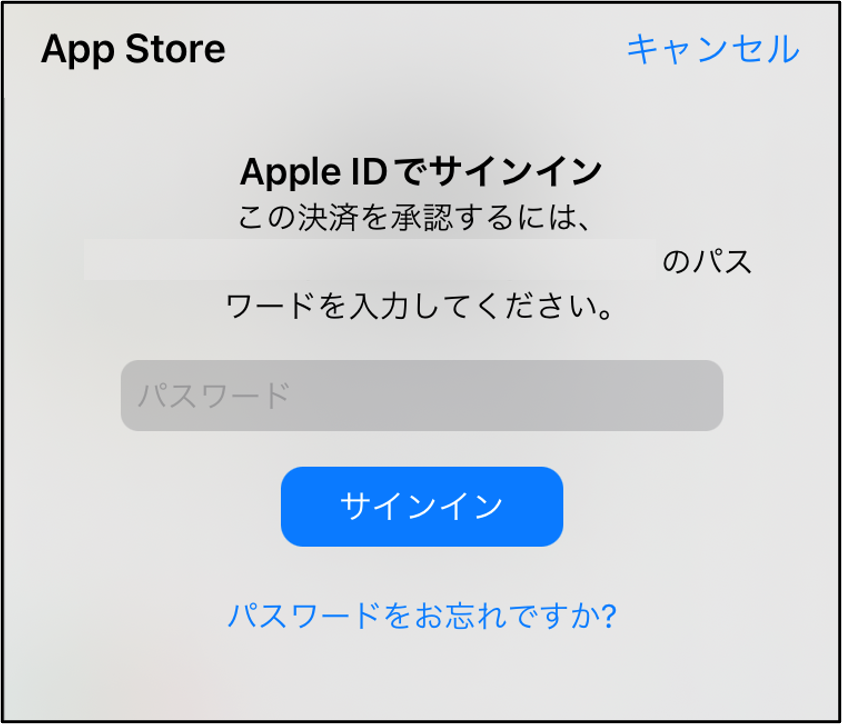 App Store
キャンセル
Apple IDでサインイン
この決済を承認するには、
のパス
ワードを入力してください。
パスワード
サインイン
パスワードをお忘れですか?